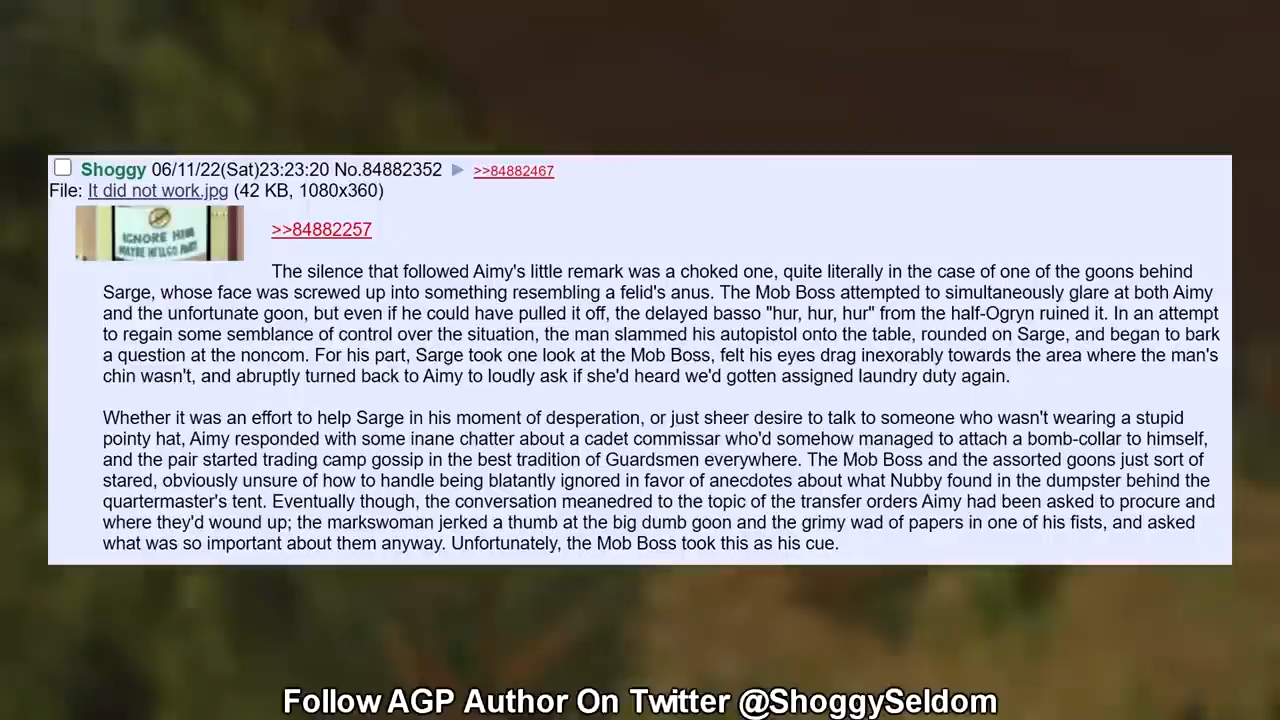 Shoggy 06/11/22(Sat)23:23:20 No.84882352 ▶ >>84882467
File: It did not work.jpg (42 KB, 1080x360)
IGNORE HIM
MAYBE HE'LL GO AWAY
>>84882257
The silence that followed Aimy's little remark was a choked one, quite literally in the case of one of the goons behind
Sarge, whose face was screwed up into something resembling a felid's anus. The Mob Boss attempted to simultaneously glare at both Aimy
and the unfortunate goon, but even if he could have pulled it off, the delayed basso "hur, hur, hur" from the half-Ogryn ruined it. In an attempt
to regain some semblance of control over the situation, the man slammed his autopistol onto the table, rounded on Sarge, and began to bark
a question at the noncom. For his part, Sarge took one look at the Mob Boss, felt his eyes drag inexorably towards the area where the man's
chin wasn't, and abruptly turned back to Aimy to loudly ask if she'd heard we'd gotten assigned laundry duty again.
Whether it was an effort to help Sarge in his moment of desperation, or just sheer desire to talk to someone who wasn't wearing a stupid
pointy hat, Aimy responded with some inane chatter about a cadet commissar who'd somehow managed to attach a bomb-collar to himself,
and the pair started trading camp gossip in the best tradition of Guardsmen everywhere. The Mob Boss and the assorted goons just sort of
stared, obviously unsure of how to handle being blatantly ignored in favor of anecdotes about what Nubby found in the dumpster behind the
quartermaster's tent. Eventually though, the conversation meanedred to the topic of the transfer orders Aimy had been asked to procure and
where they'd wound up; the markswoman jerked a thumb at the big dumb goon and the grimy wad of papers in one of his fists, and asked
what was so important about them anyway. Unfortunately, the Mob Boss took this as his cue.
Follow AGP Author On Twitter @ShoggySeldom